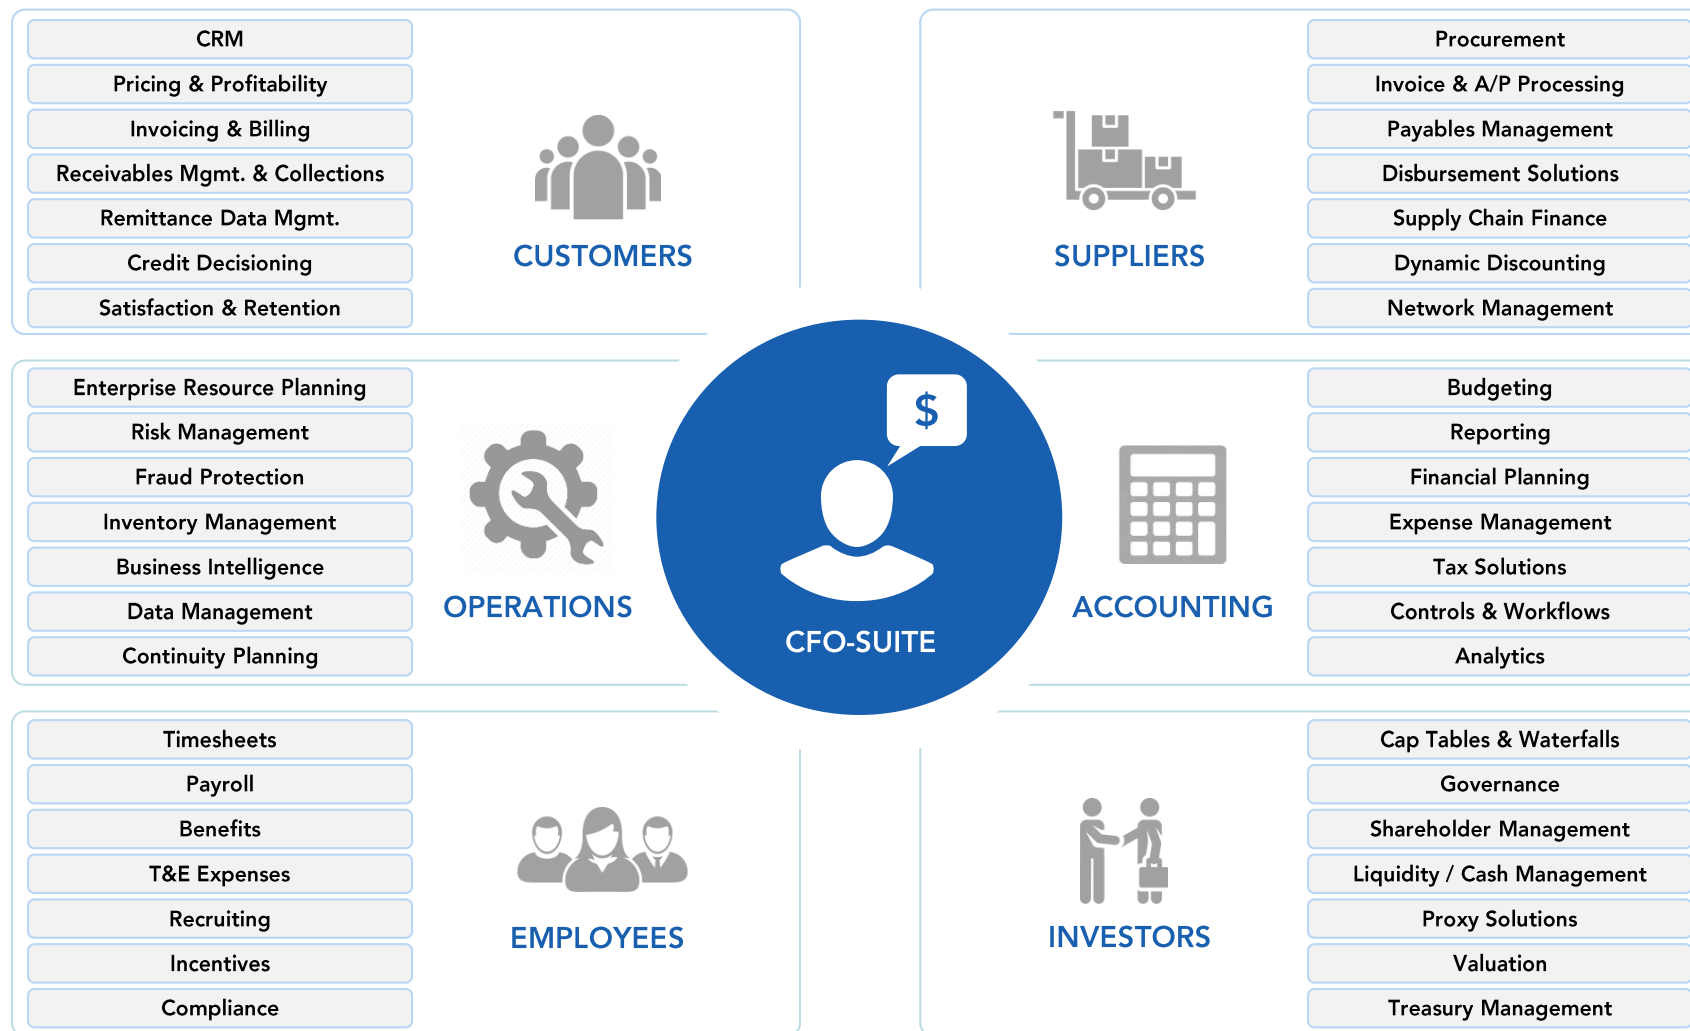 CRM
Pricing & Profitability
Invoicing & Billing
Receivables Mgmt. & Collections
Remittance Data Mgmt.
Credit Decisioning
Satisfaction & Retention
CUSTOMERS
SUPPLIERS
Procurement
Invoice & A/P Processing
Payables Management
Disbursement Solutions
Supply Chain Finance
Dynamic Discounting
Network Management
Enterprise Resource Planning
Risk Management
Fraud Protection
Inventory Management
Business Intelligence
Data Management
Continuity Planning
OPERATIONS
$
CFO-SUITE
ACCOUNTING
Budgeting
Reporting
Financial Planning
Expense Management
Tax Solutions
Controls & Workflows
Analytics
Timesheets
Payroll
Benefits
T&E Expenses
Recruiting
Incentives
Compliance
EMPLOYEES
INVESTORS
Cap Tables & Waterfalls
Governance
Shareholder Management
Liquidity / Cash Management
Proxy Solutions
Valuation
Treasury Management